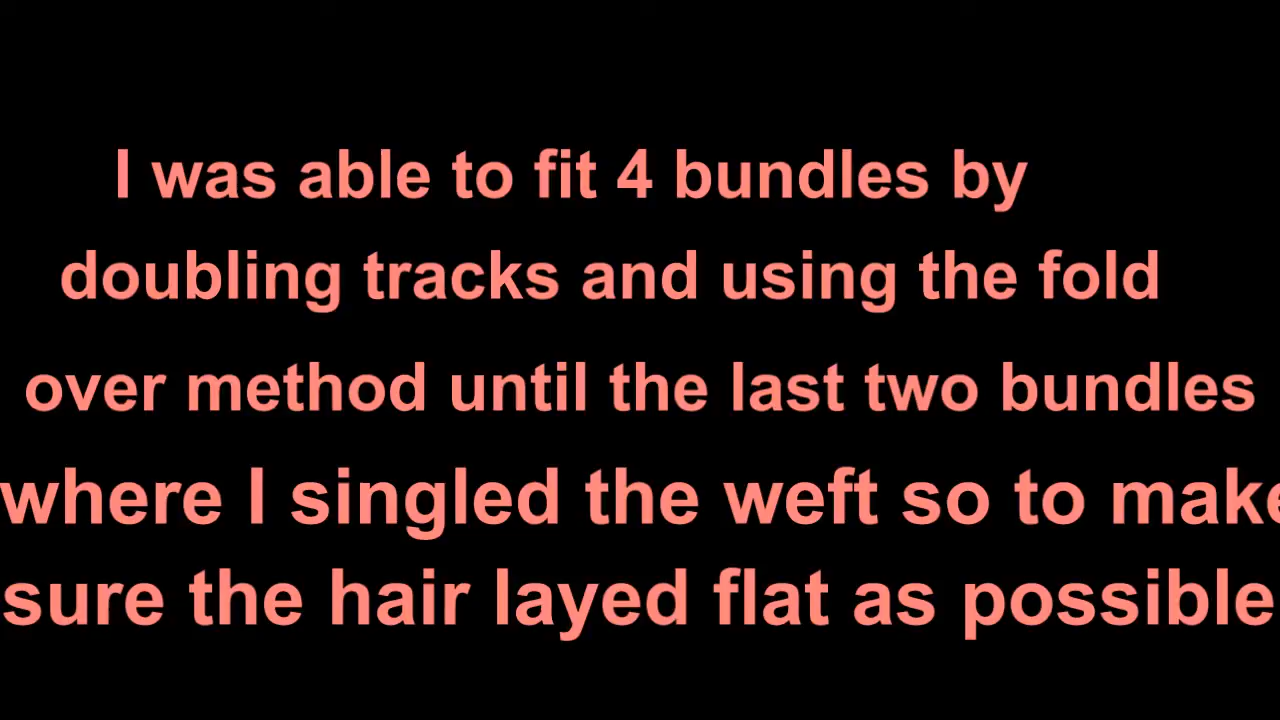 I was able to fit 4 bundles by
doubling tracks and using the fold
over method until the last two bundles
where I singled the weft so to make
sure the hair layed flat as possible